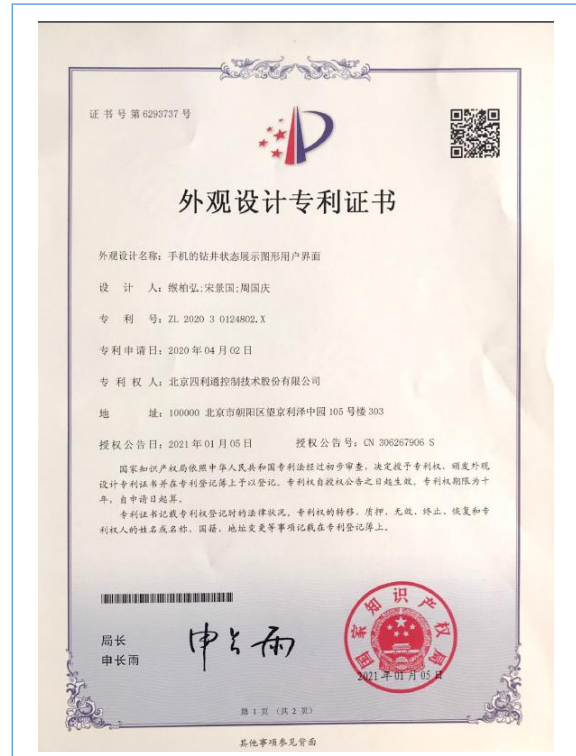 证书号第6293737号
外观设计专利证书
外观设计名称：手机的钻井状态展示图形用户界面
设计人：缑柏弘;宋景国;周国庆
专利号：ZL 2020 3 0124802.X
专利申请日：2020年04月02日
专利权人：北京四利通控制技术股份有限公司
地址：100000 北京市朝阳区望京利泽中园105号楼303
授权公告日：2021年01月05日 授权公告号：CN 306267906 S
国家知识产权局依照中华人民共和国专利法经过初步审查，决定授予专利权，颁发外观
设计专利证书并在专利登记簿上予以登记。专利权自授权公告之日起生效。专利权期限为十
年，自申请日起算。
专利证书记载专利权登记时的法律状况。专利权的转移、质押、无效、终止、恢复和专
利权人的姓名或名称、国籍、地址变更等事项记载在专利登记簿上。
局长
申长雨
申长雨
国家知识产权局
2021年01月05日
第1页（共2页）
其他事项参见背面